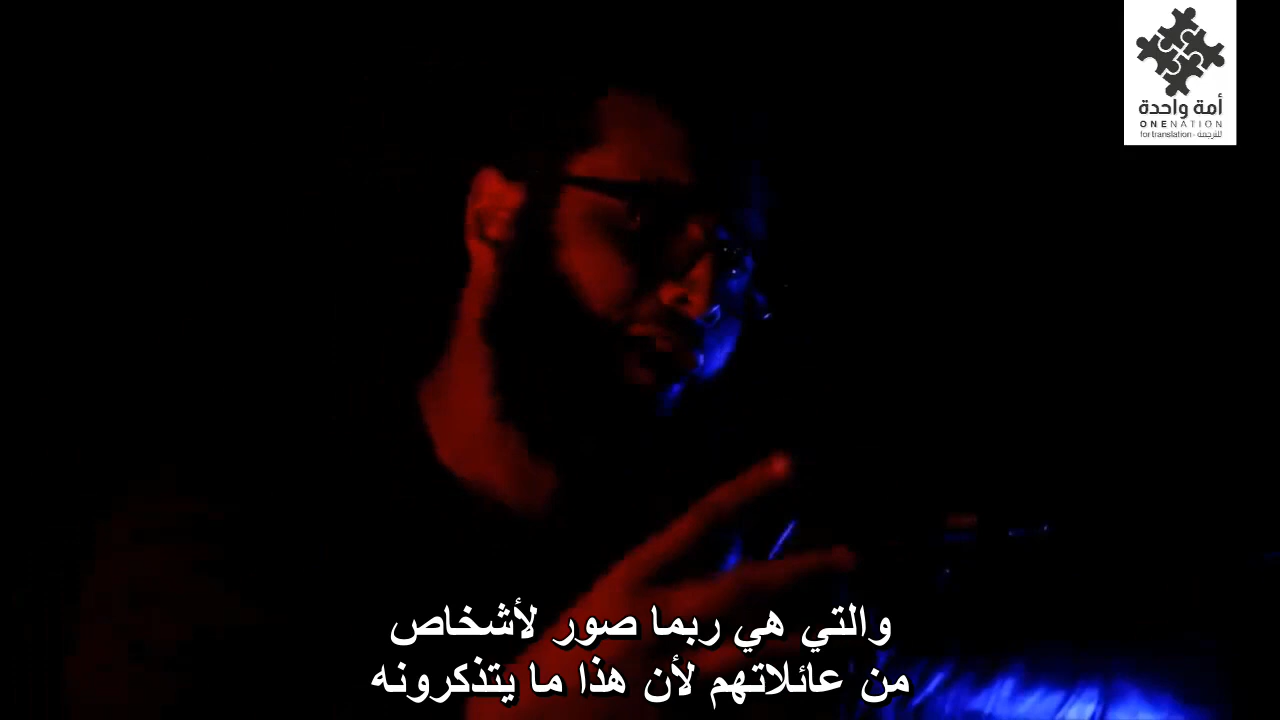 أمة واحدة
ONENATION
for translation - للترجمة
والتي هي ربما صور لأشخاص
من عائلاتهم لأن هذا ما يتذكرونه